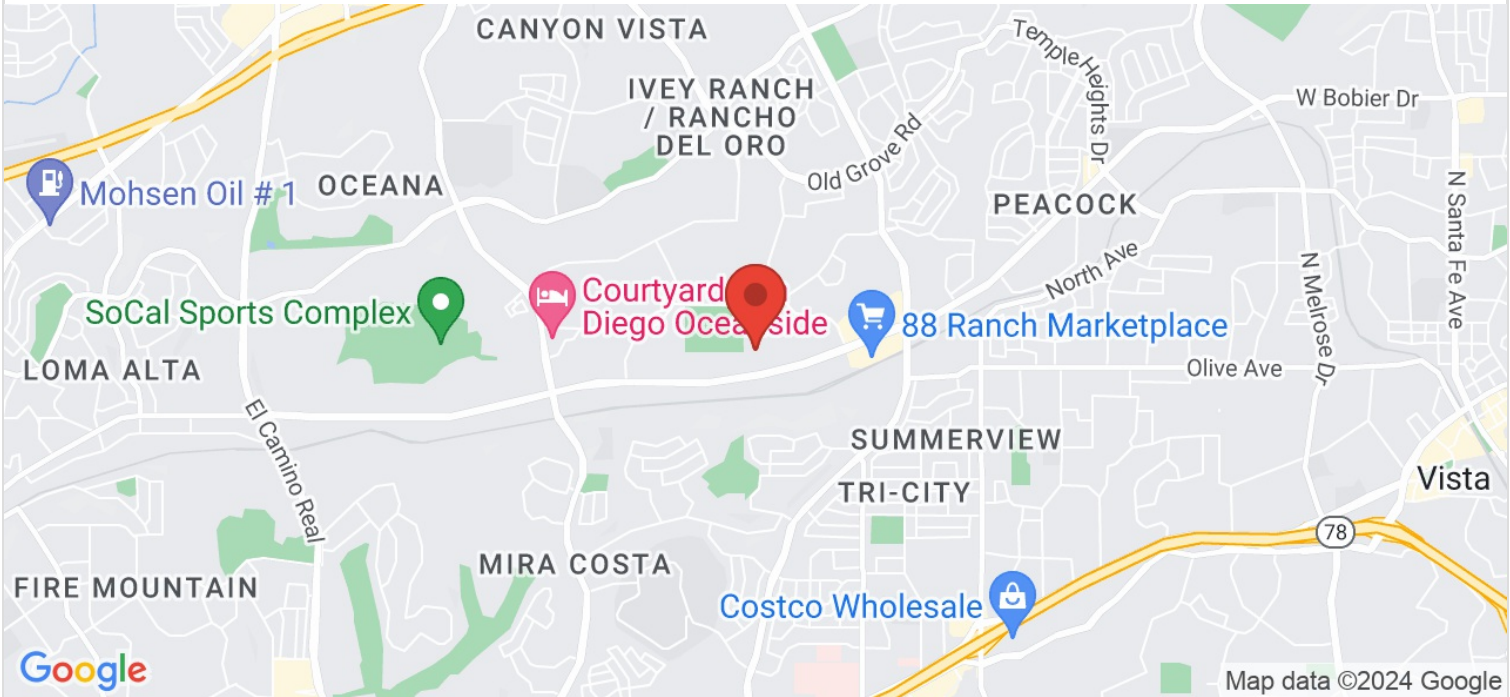 CANYON VISTA
Temple Heights Dr
IVEY RANCH
/ RANCHO
DEL ORO
W Bobier Dr
Old Grove Rd
Mohsen Oil # 1
OCEANA
PEACOCK
N Santa Fe Ave
North Ave
N Melrose Dr
SoCal Sports Complex
Courtyard
Diego Oceanside
88 Ranch Marketplace
LOMA ALTA
Olive Ave
El Camino Real
SUMMERVIEW
TRI-CITY
Vista
78
MIRA COSTA
FIRE MOUNTAIN
Costco Wholesale
Google
Map data ©2024 Google